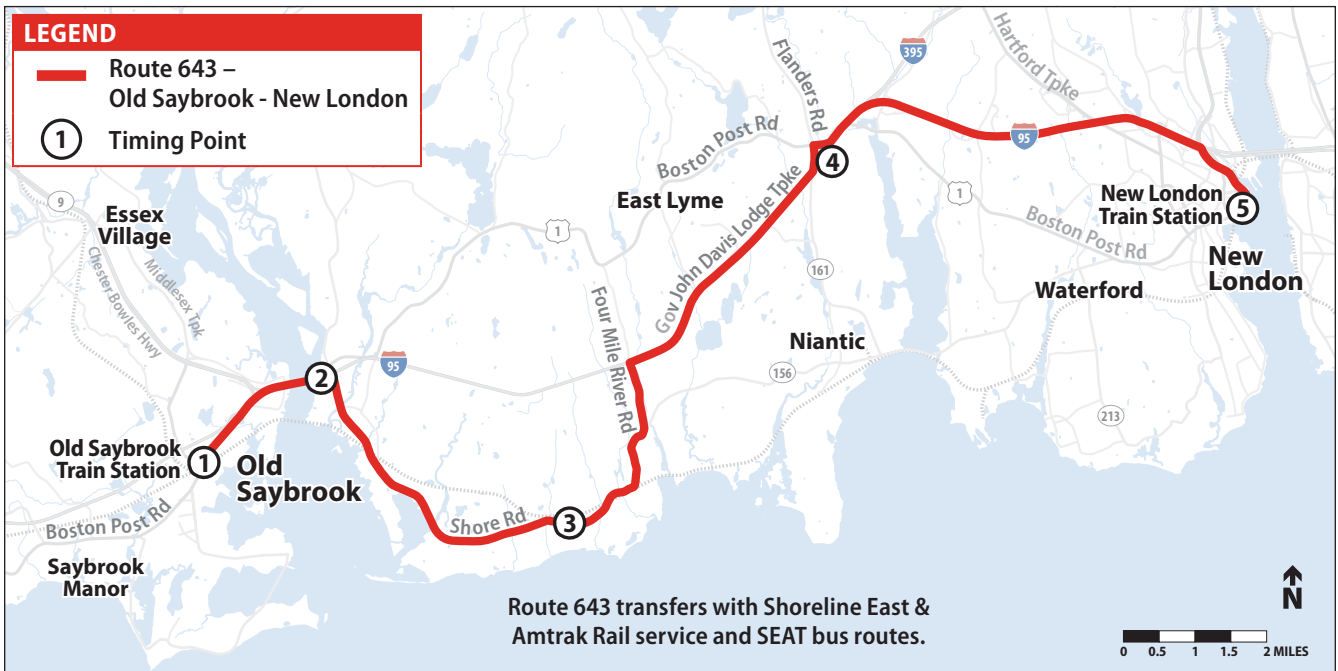 LEGEND
Route 643 –
Old Saybrook - New London
1
Timing Point
9
Essex
Village
Chester Bowles Hwy
Middlesex Tpk
Old Saybrook
Train Station
1
Old
Saybrook
Boston Post Rd
Saybrook
Manor
2
95
1
Four Mile River Rd
Shore Rd
3
East Lyme
Boston Post Rd
Flanders Rd
Gov John Davis Lodge Tpke
4
395
Hartford Tpke
95
1
Boston Post Rd
161
Niantic
156
Waterford
213
New London
Train Station
5
New
London
Route 643 transfers with Shoreline East &
Amtrak Rail service and SEAT bus routes.
N
0 0.5 1 1.5 2 MILES